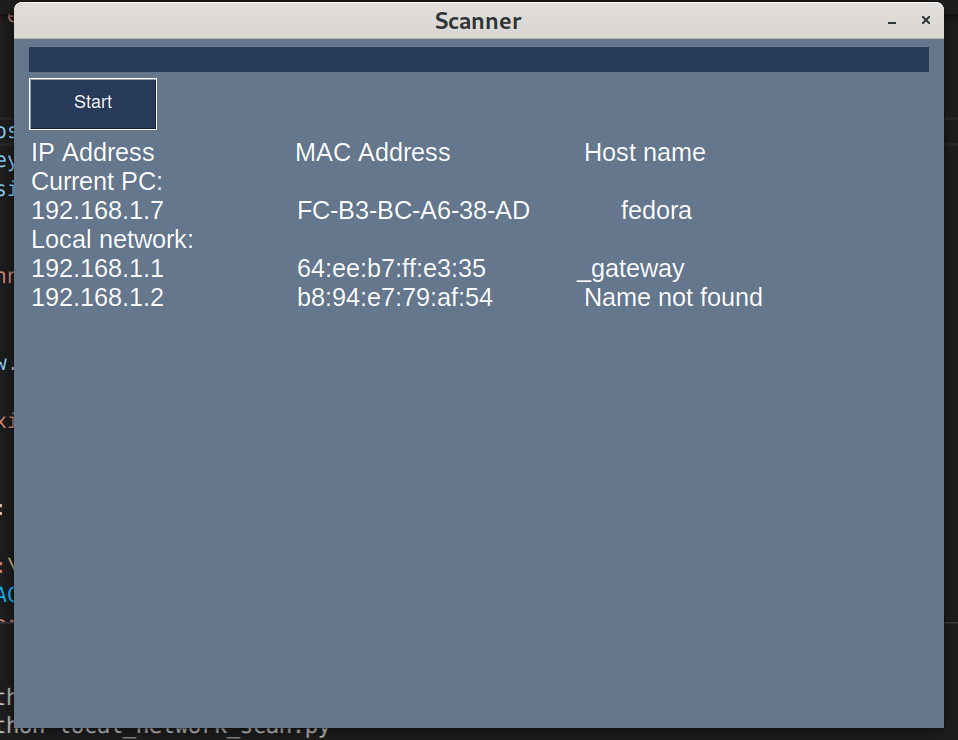 Scanner
Start
IP Address MAC Address Host name
Current PC:
192.168.1.7 FC-B3-BC-A6-38-AD fedora
Local network:
192.168.1.1 64:ee:b7:ff:e3:35 _gateway
192.168.1.2 b8:94:e7:79:af:54 Name not found
local_network_scan.py